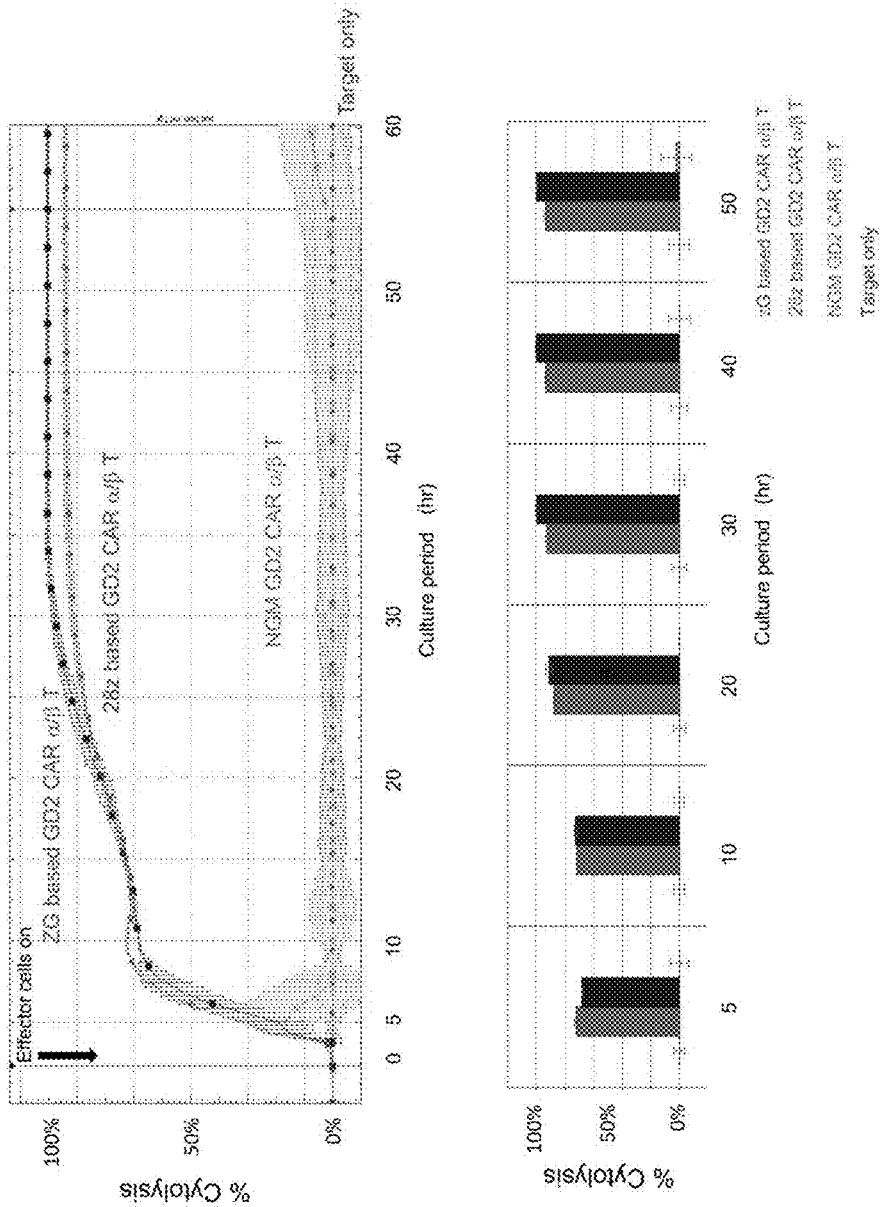 Effector cells on
ZG based GD2 CAR α/β T
28z based GD2 CAR α/β T
NGM GD2 CAR α/β T
Target only
% Cytolysis
100%
50%
0%
0 5 10 20 30 40 50 60
Culture period (hr)
% Cytolysis
100%
50%
0%
5 10 20 30 40 50
Culture period (hr)
zG based GD2 CAR α/β T
28z based GD2 CAR α/β T
NGM GD2 CAR α/β T
Target only